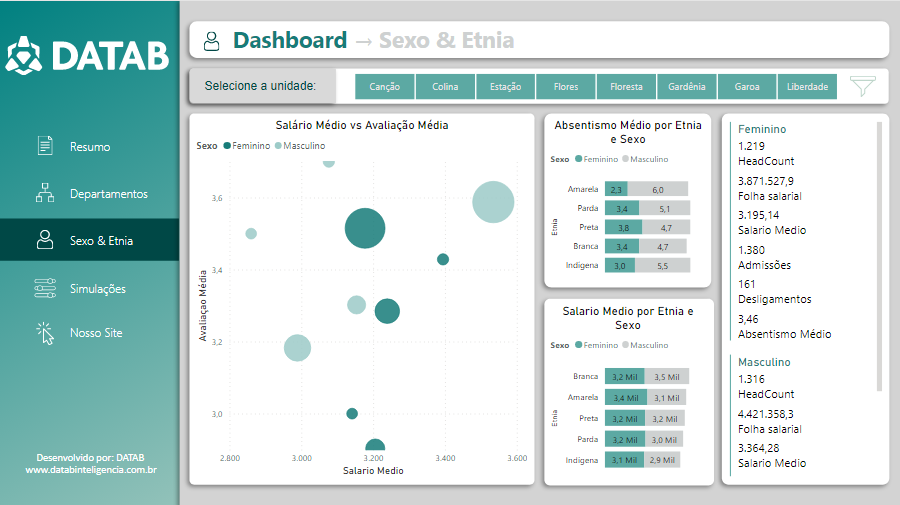 DATAB
Dashboard → Sexo & Etnia
Selecione a unidade:
Canção
Colina
Estação
Flores
Floresta
Gardênia
Garoa
Liberdade
Resumo
Departamentos
Sexo & Etnia
Simulações
Nosso Site
Desenvolvido por: DATAB
www.databinteligencia.com.br
Salário Médio vs Avaliação Média
Sexo Feminino Masculino
Avaliação Média
3,6
3,4
3,2
3,0
2.800 3.000 3.200 3.400 3.600
Salario Medio
Absentismo Médio por Etnia
e Sexo
Sexo Feminino Masculino
Etnia
Amarela 2,3 6,0
Parda 3,4 5,1
Preta 3,8 4,7
Branca 3,4 4,7
Indígena 3,0 5,5
Salario Medio por Etnia e
Sexo
Sexo Feminino Masculino
Etnia
Branca 3,2 Mil 3,5 Mil
Amarela 3,4 Mil 3,1 Mil
Preta 3,2 Mil 3,2 Mil
Parda 3,2 Mil 3,0 Mil
Indígena 3,1 Mil 2,9 Mil
Feminino
1.219
HeadCount
3.871.527,9
Folha salarial
3.195,14
Salario Medio
1.380
Admissões
161
Desligamentos
3,46
Absentismo Médio
Masculino
1.316
HeadCount
4.421.358,3
Folha salarial
3.364,28
Salario Medio